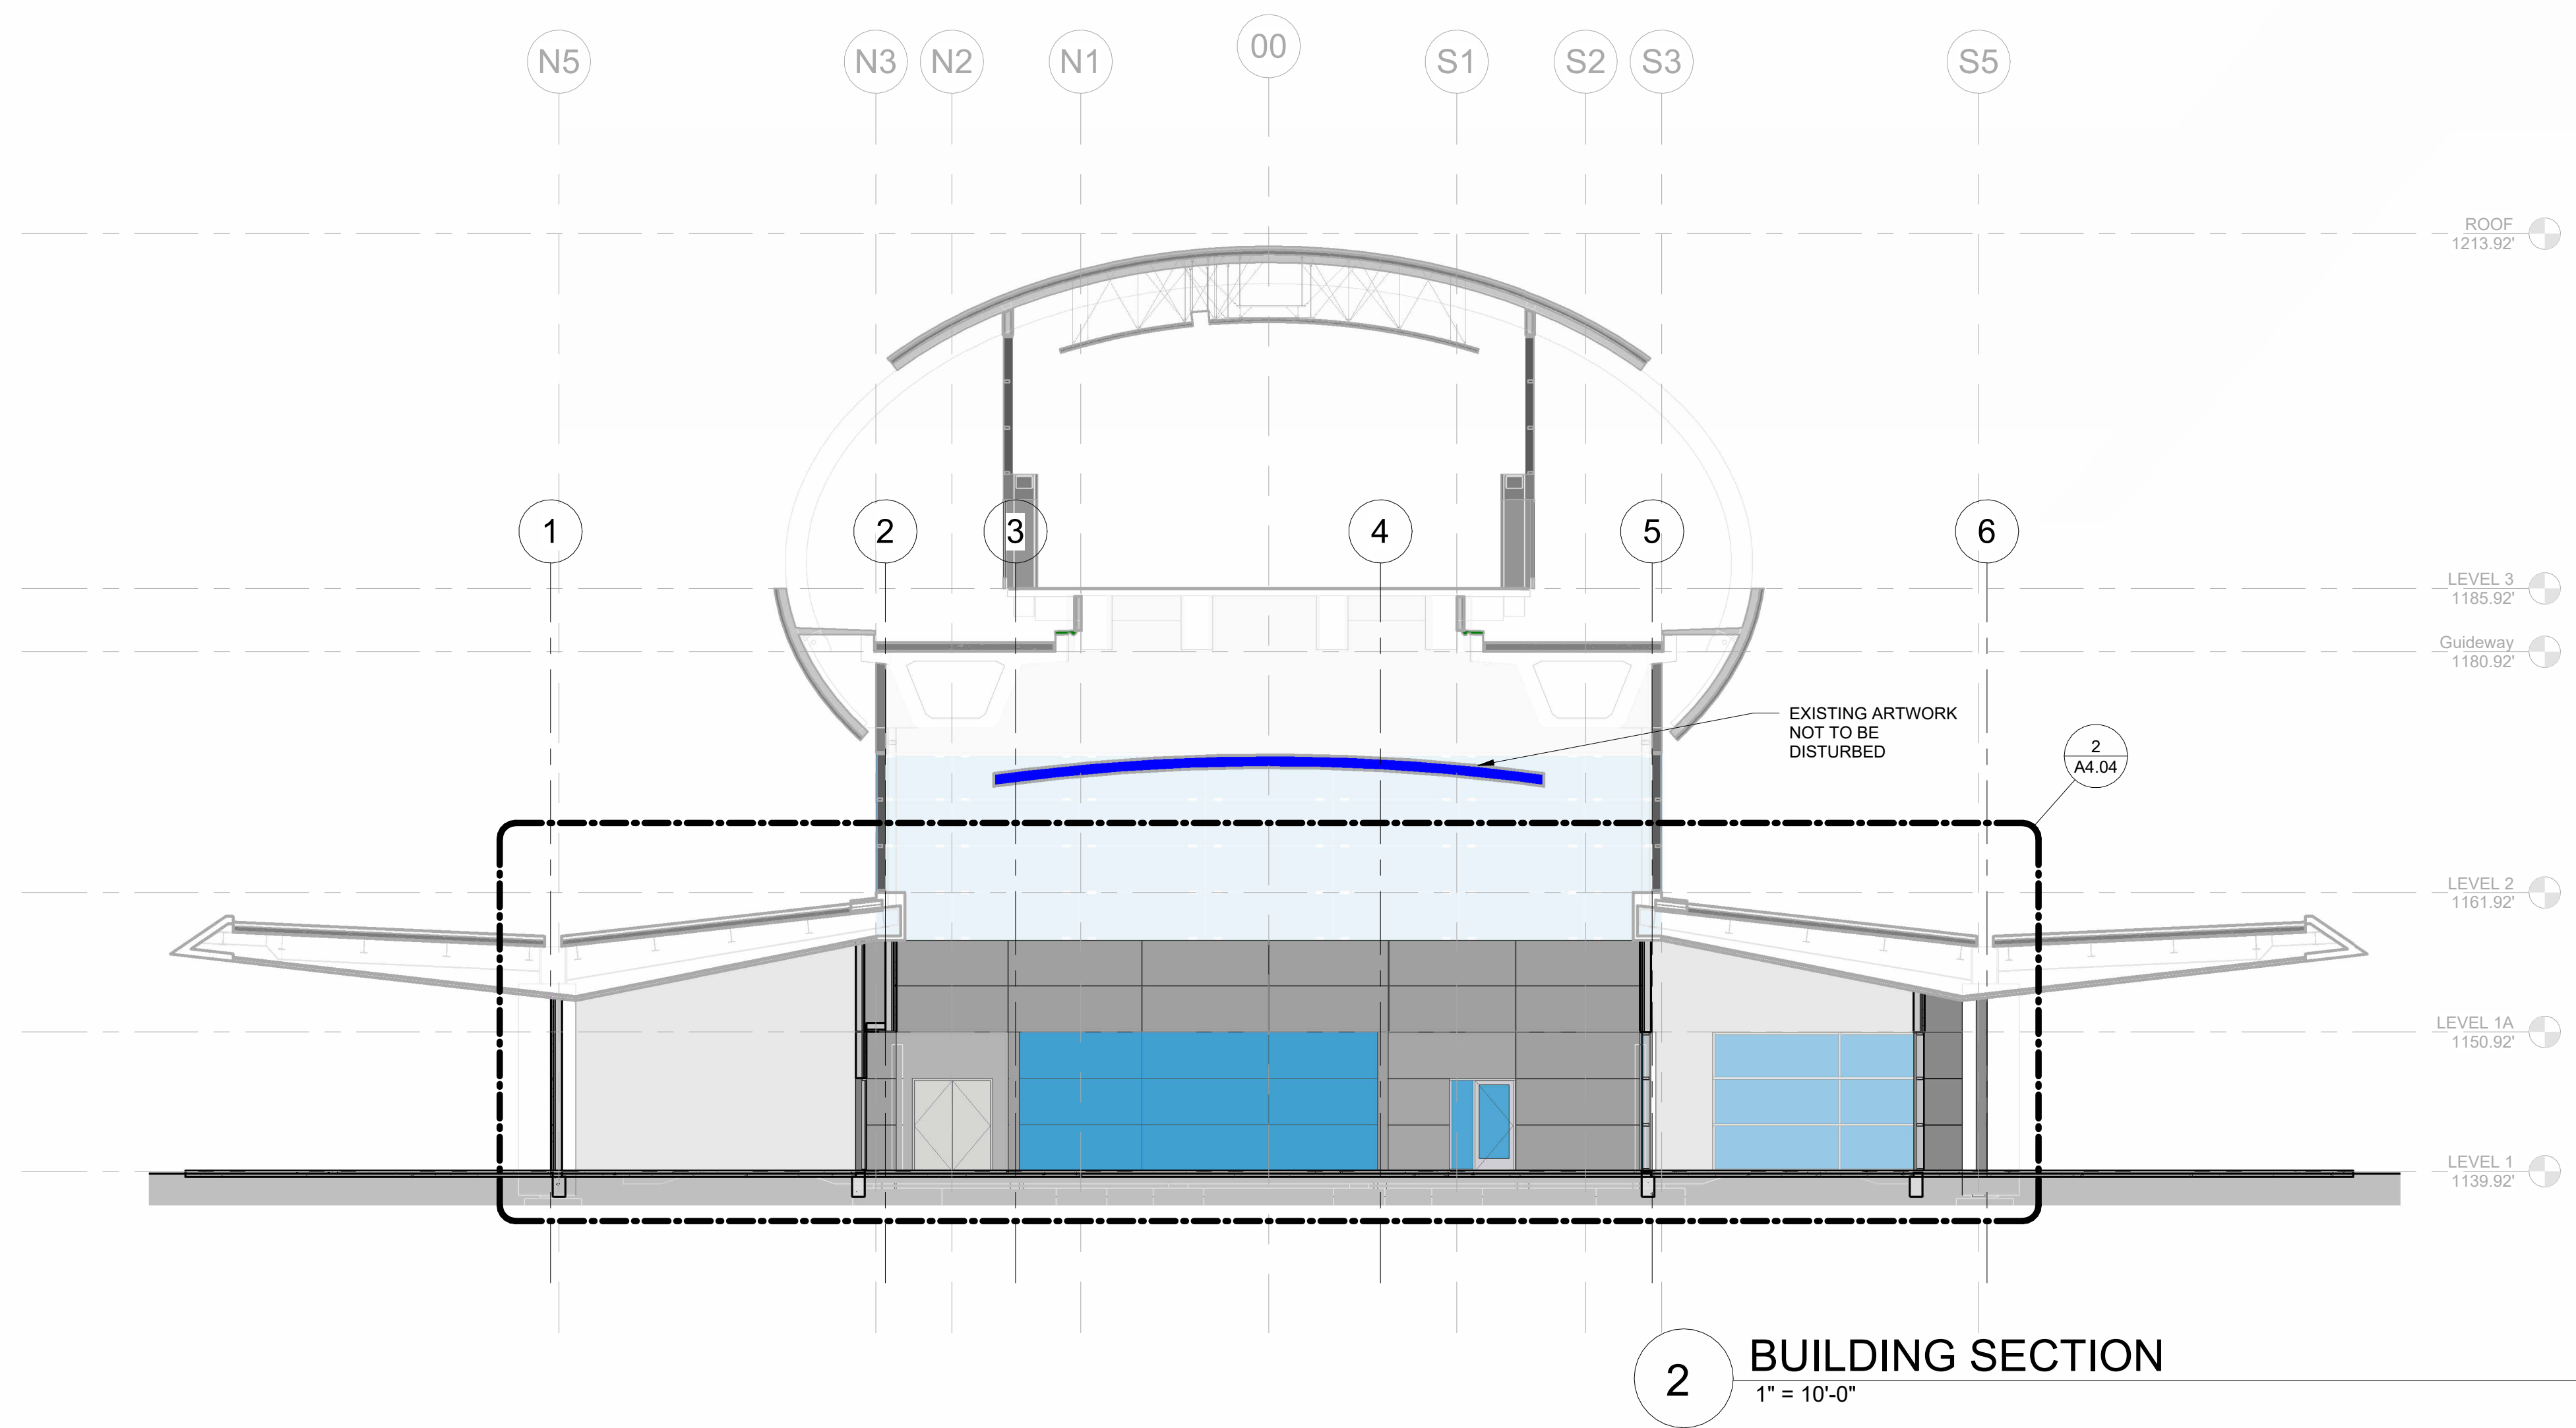 N5
N3
N2
N1
00
S1
S2
S3
S5
ROOF
1213.92'
1
2
3
4
5
6
LEVEL 3
1185.92'
Guideway
1180.92'
EXISTING ARTWORK
NOT TO BE
DISTURBED
2
A4.04
LEVEL 2
1161.92'
LEVEL 1A
1150.92'
LEVEL 1
1139.92'
2
BUILDING SECTION
1" = 10'-0"